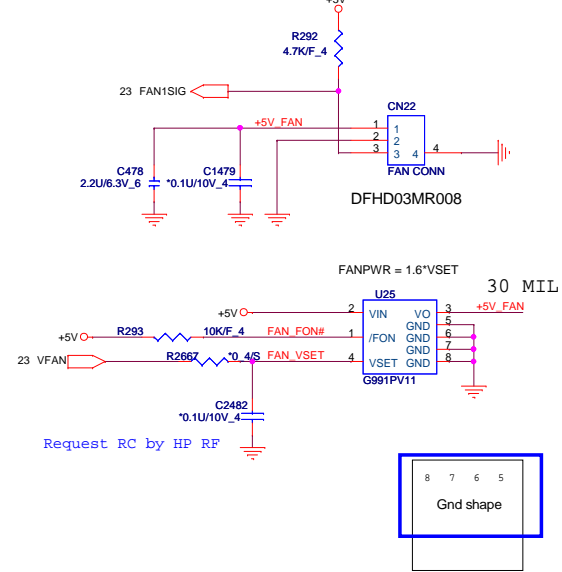 +5V
R292
4.7K/F_4
23 FAN1SIG
CN22
+5V_FAN
1 1
2 2
3 3 4 4
FAN CONN
C478
2.2U/6.3V_6
C1479
*0.1U/10V_4
DFHD03MR008
FANPWR = 1.6*VSET
30 MIL
U25
+5V 2 VIN VO 3 +5V_FAN
GND 5
+5V R293 10K/F_4 FAN_FON# 1 /FON GND 6
GND 7
23 VFAN R2667 *0_4/S FAN_VSET 4 VSET GND 8
G991PV11
C2482
*0.1U/10V_4
Request RC by HP RF
8 7 6 5
Gnd shape